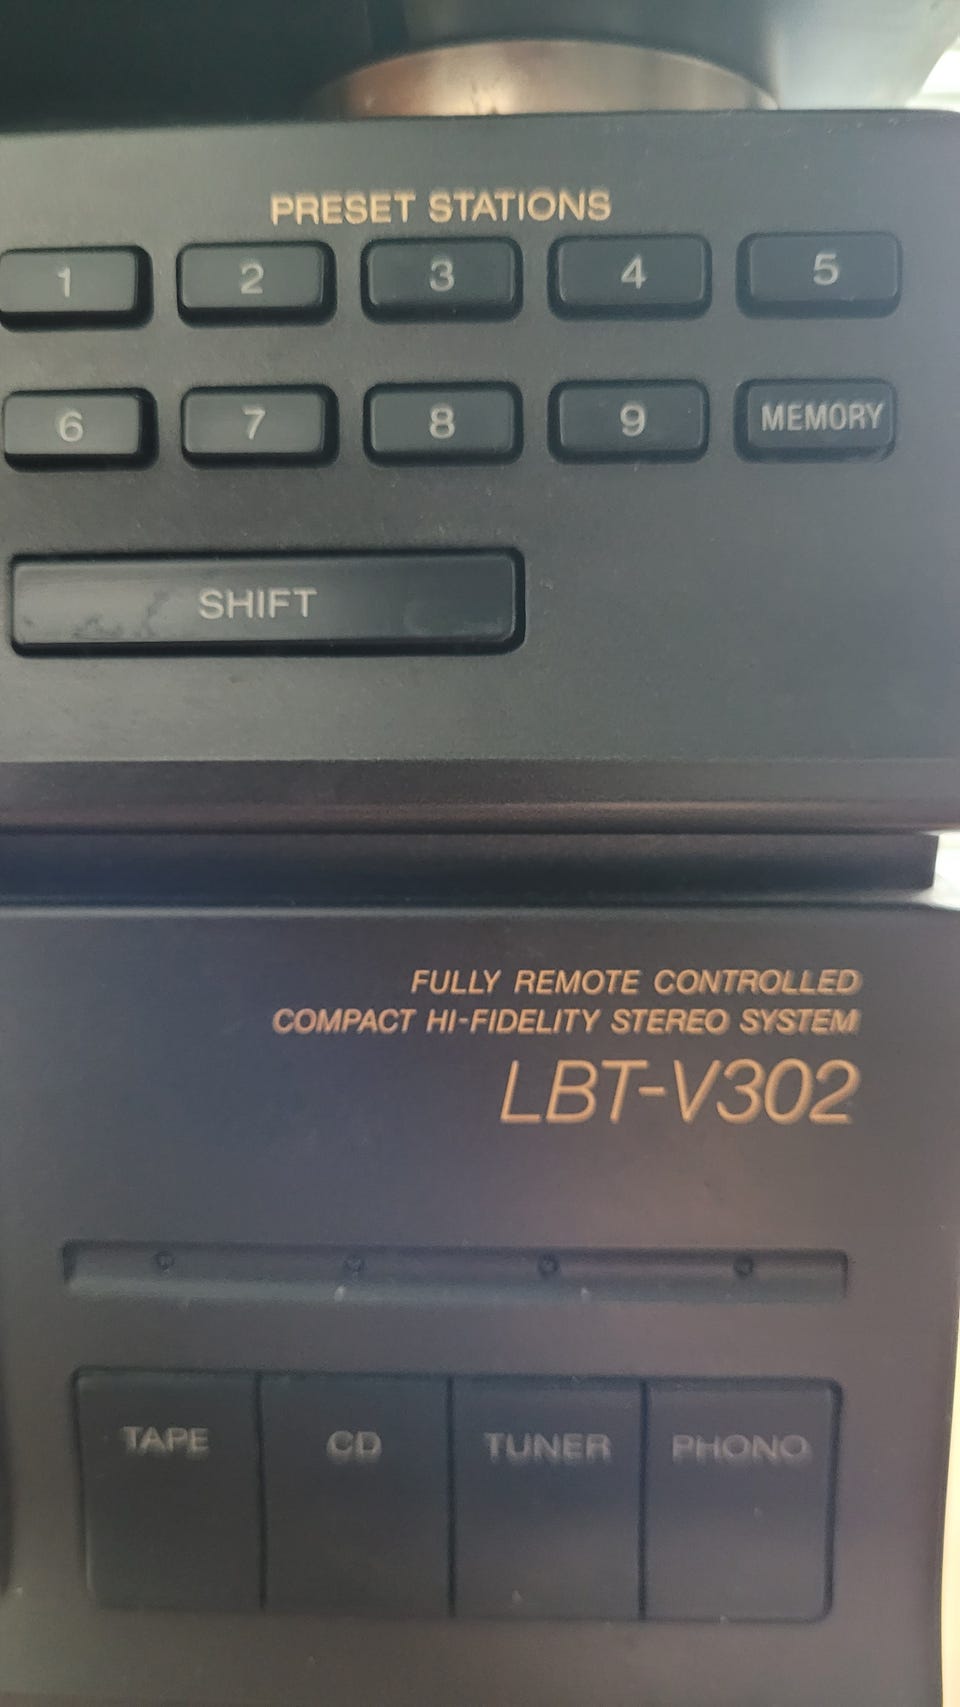 PRESET STATIONS
1 2 3 4 5
6 7 8 9 MEMORY
SHIFT
FULLY REMOTE CONTROLLED
COMPACT HI-FIDELITY STEREO SYSTEM
LBT-V302
TAPE CD TUNER PHONO